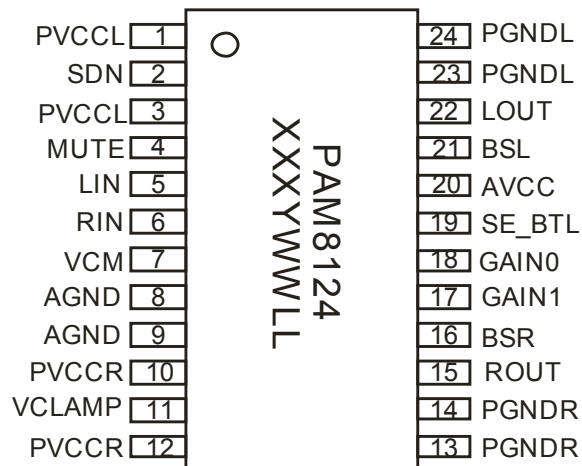 PVCCL 1 24 PGNDL
SDN 2 23 PGNDL
PVCCL 3 22 LOUT
MUTE 4 21 BSL
LIN 5 20 AVCC
RIN 6 19 SE_BTL
VCM 7 18 GAIN0
AGND 8 17 GAIN1
AGND 9 16 BSR
PVCCR 10 15 ROUT
VCLAMP 11 14 PGNDR
PVCCR 12 13 PGNDR
PAM8124
XXXYWWLL